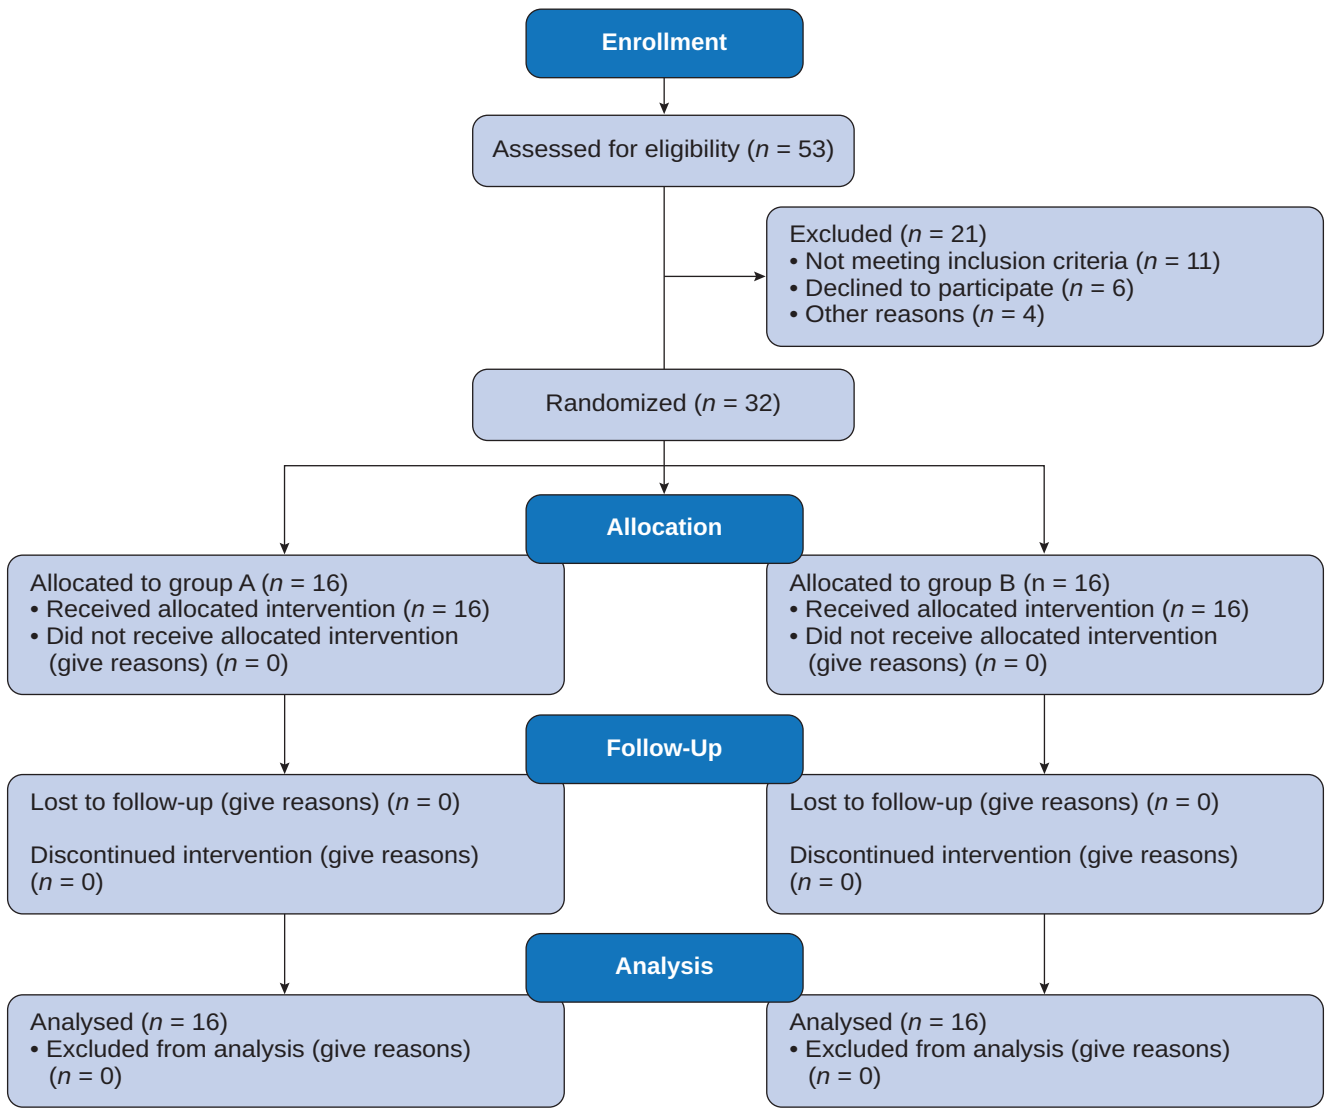 Enrollment
Assessed for eligibility (n = 53)
Excluded (n = 21)
• Not meeting inclusion criteria (n = 11)
• Declined to participate (n = 6)
• Other reasons (n = 4)
Randomized (n = 32)
Allocation
Allocated to group A (n = 16)
• Received allocated intervention (n = 16)
• Did not receive allocated intervention
(give reasons) (n = 0)
Allocated to group B (n = 16)
• Received allocated intervention (n = 16)
• Did not receive allocated intervention
(give reasons) (n = 0)
Follow-Up
Lost to follow-up (give reasons) (n = 0)
Discontinued intervention (give reasons)
(n = 0)
Lost to follow-up (give reasons) (n = 0)
Discontinued intervention (give reasons)
(n = 0)
Analysis
Analysed (n = 16)
• Excluded from analysis (give reasons)
(n = 0)
Analysed (n = 16)
• Excluded from analysis (give reasons)
(n = 0)